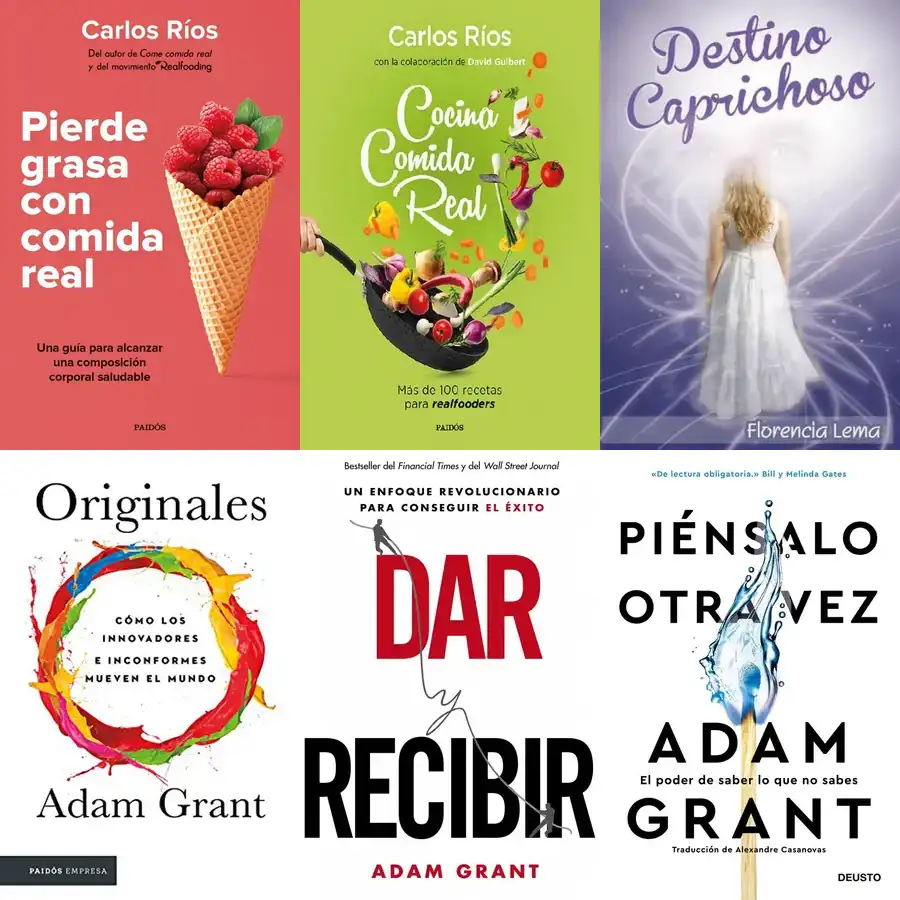 Carlos Ríos
Del autor de Come comida real
y del movimiento Realfooding
Pierde
grasa
con
comida
real
Una guía para alcanzar
una composición
corporal saludable
PAIDÓS
Carlos Ríos
con la colaboración de David Guibert
Cocina
Comida
Real
Más de 100 recetas
para realfooders
PAIDÓS
Destino
Caprichoso
Florencia Lema
Originales
CÓMO LOS
INNOVADORES
E INCONFORMES
MUEVEN EL MUNDO
Adam Grant
PAIDÓS EMPRESA
Bestseller del Financial Times y del Wall Street Journal
UN ENFOQUE REVOLUCIONARIO
PARA CONSEGUIR EL ÉXITO
DAR
y
RECIBIR
ADAM GRANT
«De lectura obligatoria.» Bill y Melinda Gates
PIÉNSALO
OTRA VEZ
ADAM
El poder de saber lo que no sabes
GRANT
Traducción de Alexandre Casanovas
DEUSTO